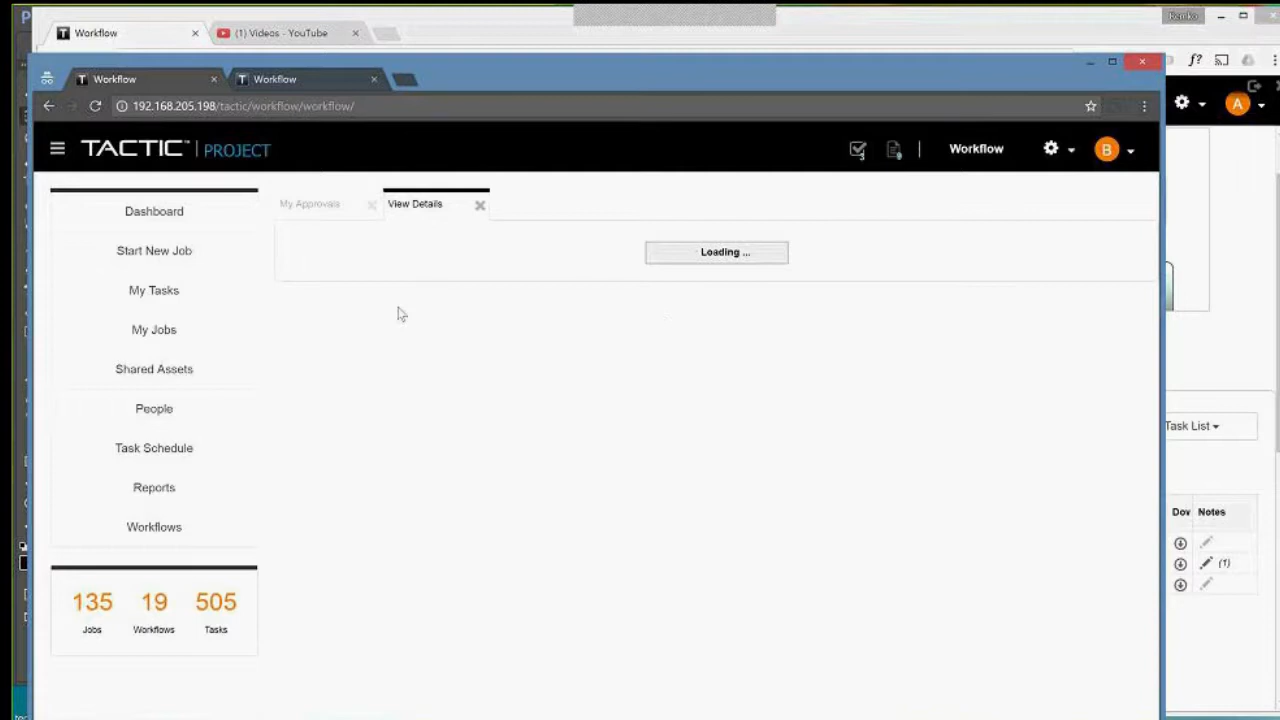 Workflow
(1) Videos - YouTube
Workflow
Workflow
192.168.205.198/tactic/workflow/workflow/
f?
TACTIC™ | PROJECT
3
Workflow
B
A
Dashboard
Start New Job
My Tasks
My Jobs
Shared Assets
People
Task Schedule
Reports
Workflows
135
19
505
Jobs
Workflows
Tasks
My Approvals
View Details
Loading ...
Task List
Dov
Notes
(1)